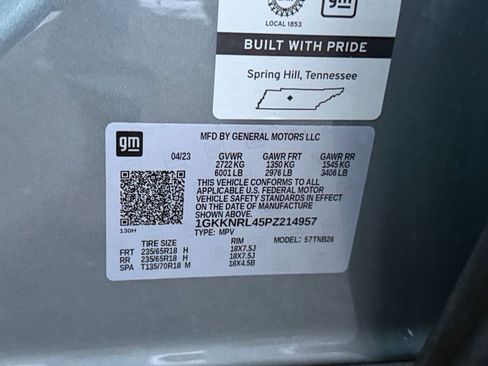 gm
LOCAL 1853
BUILT WITH PRIDE
Spring Hill, Tennessee
gm
MFD BY GENERAL MOTORS LLC
04/23 GVWR GAWR FRT GAWR RR
2722 KG 1350 KG 1545 KG
6001 LB 2976 LB 3406 LB
THIS VEHICLE CONFORMS TO ALL
APPLICABLE U.S. FEDERAL MOTOR
VEHICLE SAFETY STANDARDS IN EFFECT
ON THE DATE OF MANUFACTURE
SHOWN ABOVE.
1GKKNRL45PZ214957
130H
TYPE: MPV
TIRE SIZE RIM MODEL: 57TNB26
FRT 235/65R18 H 18X7.5J
RR 235/65R18 H 18X7.5J
SPA T135/70R18 M 18X4.5B